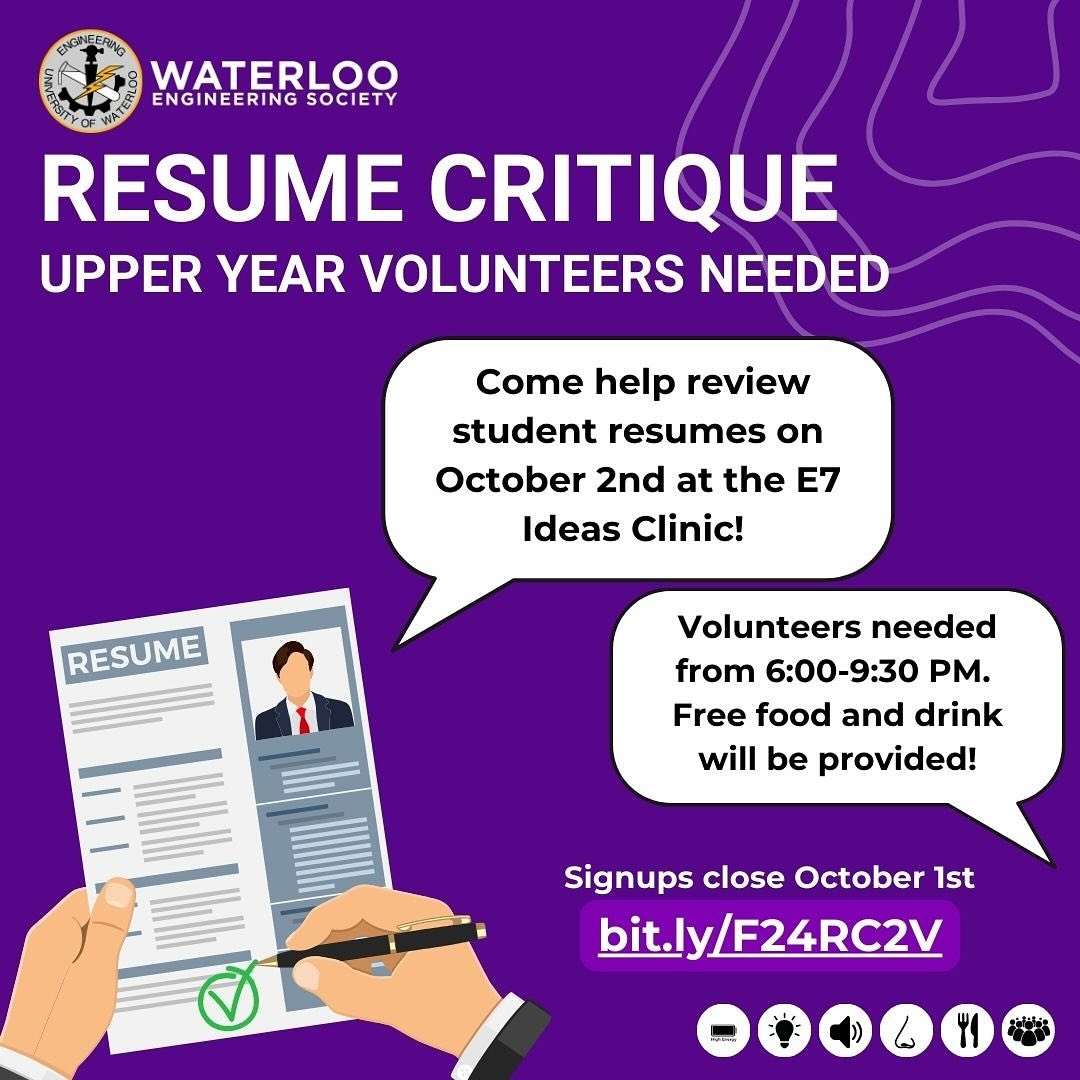 ENGINEERING
UNIVERSITY OF WATERLOO
WATERLOO
ENGINEERING SOCIETY
RESUME CRITIQUE
UPPER YEAR VOLUNTEERS NEEDED
Come help review
student resumes on
October 2nd at the E7
Ideas Clinic!
RESUME
Volunteers needed
from 6:00-9:30 PM.
Free food and drink
will be provided!
Signups close October 1st
bit.ly/F24RC2V
High Energy